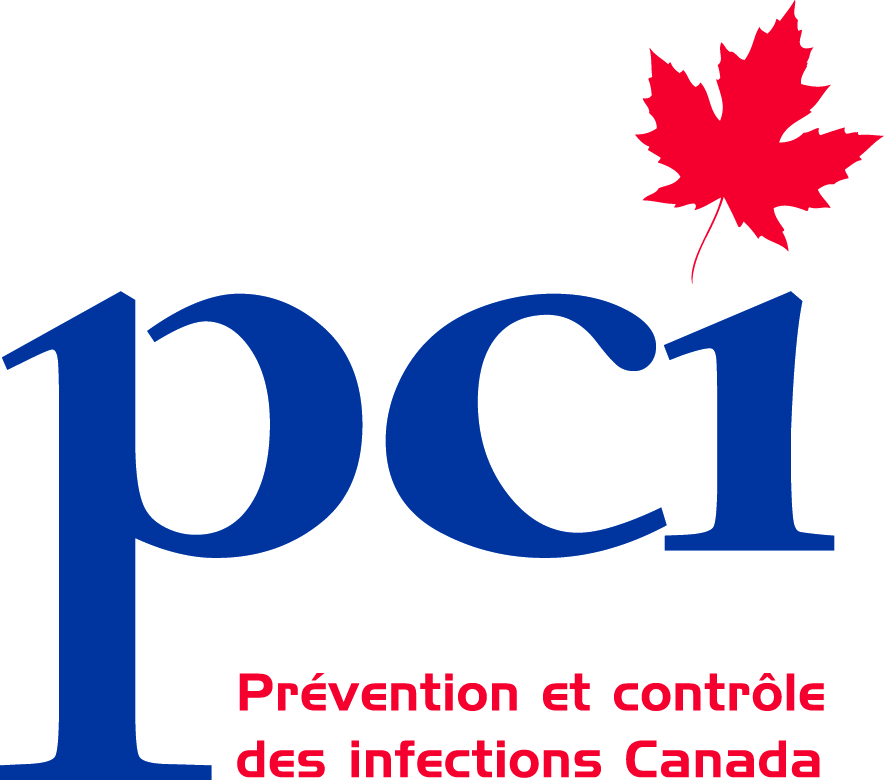 pci
Prévention et contrôle
des infections Canada